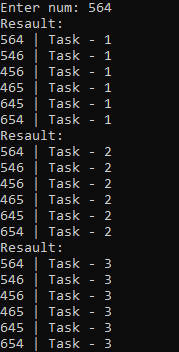 Enter num: 564
Resault:
564 | Task - 1
546 | Task - 1
456 | Task - 1
465 | Task - 1
645 | Task - 1
654 | Task - 1
Resault:
564 | Task - 2
546 | Task - 2
456 | Task - 2
465 | Task - 2
645 | Task - 2
654 | Task - 2
Resault:
564 | Task - 3
546 | Task - 3
456 | Task - 3
465 | Task - 3
645 | Task - 3
654 | Task - 3